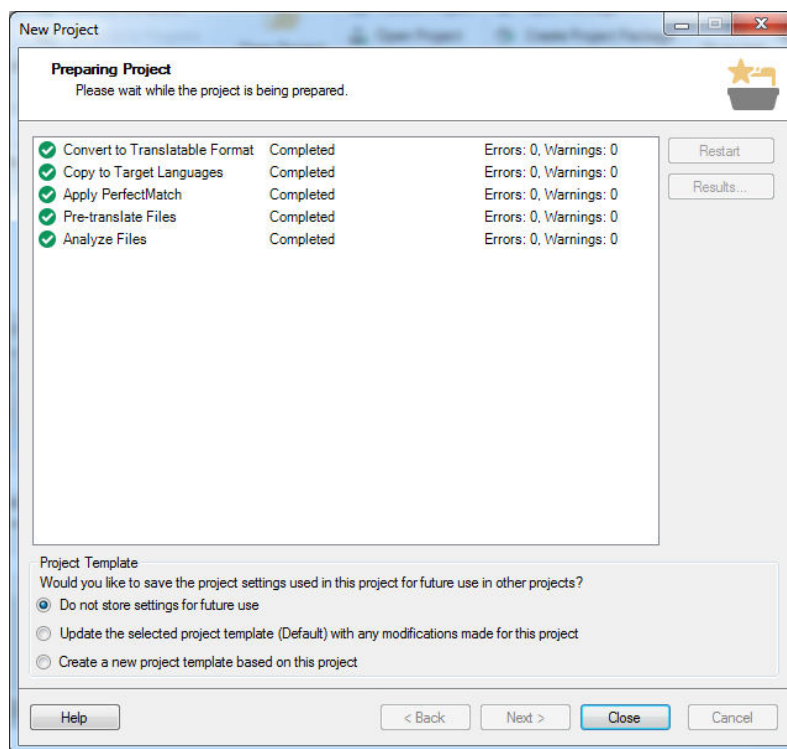 New Project
Open Project
Create Project Package
Preparing Project
Please wait while the project is being prepared.
Convert to Translatable Format Completed Errors: 0, Warnings: 0
Copy to Target Languages Completed Errors: 0, Warnings: 0
Apply PerfectMatch Completed Errors: 0, Warnings: 0
Pre-translate Files Completed Errors: 0, Warnings: 0
Analyze Files Completed Errors: 0, Warnings: 0
Restart
Results...
Project Template
Would you like to save the project settings used in this project for future use in other projects?
Do not store settings for future use
Update the selected project template (Default) with any modifications made for this project
Create a new project template based on this project
Help < Back Next > Close Cancel